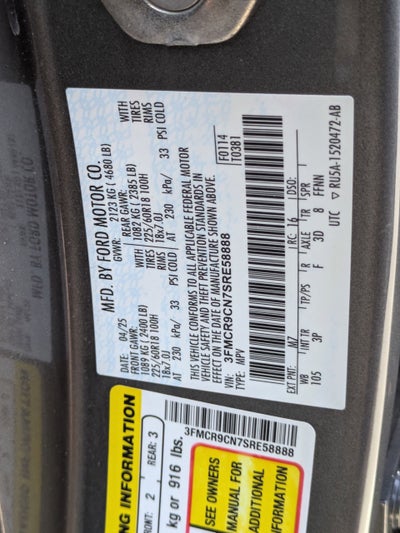 MFD. BY FORD MOTOR CO.
DATE: 04/25 GVWR: 2123 KG ( 4680 LB)
FRONT GAWR: REAR GAWR:
1089 KG ( 2400 LB) WITH 1082 KG ( 2385 LB) WITH
225/60R18 100H TIRES 225/60R18 100H TIRES
18x7.0J RIMS 18x7.0J RIMS
AT 230 kPa/ 33 PSI COLD AT 230 kPa/ 33 PSI COLD
THIS VEHICLE CONFORMS TO ALL APPLICABLE FEDERAL MOTOR
VEHICLE SAFETY AND THEFT PREVENTION STANDARDS IN
EFFECT ON THE DATE OF MANUFACTURE SHOWN ABOVE.
VIN: 3FMCR9CN7SRE58888 F0114
TYPE: MPV T0381
EXT PNT: M7 RC: 16 DSO:
WB INT TR TP/PS R AXLE TR SPR
105 3P F 3D 8 FFNN
UTC ▽ RU5A-1520472-AB
3FMCR9CN7SRE58888
ING INFORMATION
FRONT: 2 REAR: 3
kg or 916 lbs.
SEE OWNERS
MANUAL FOR
ADDITIONAL
INFORMATION